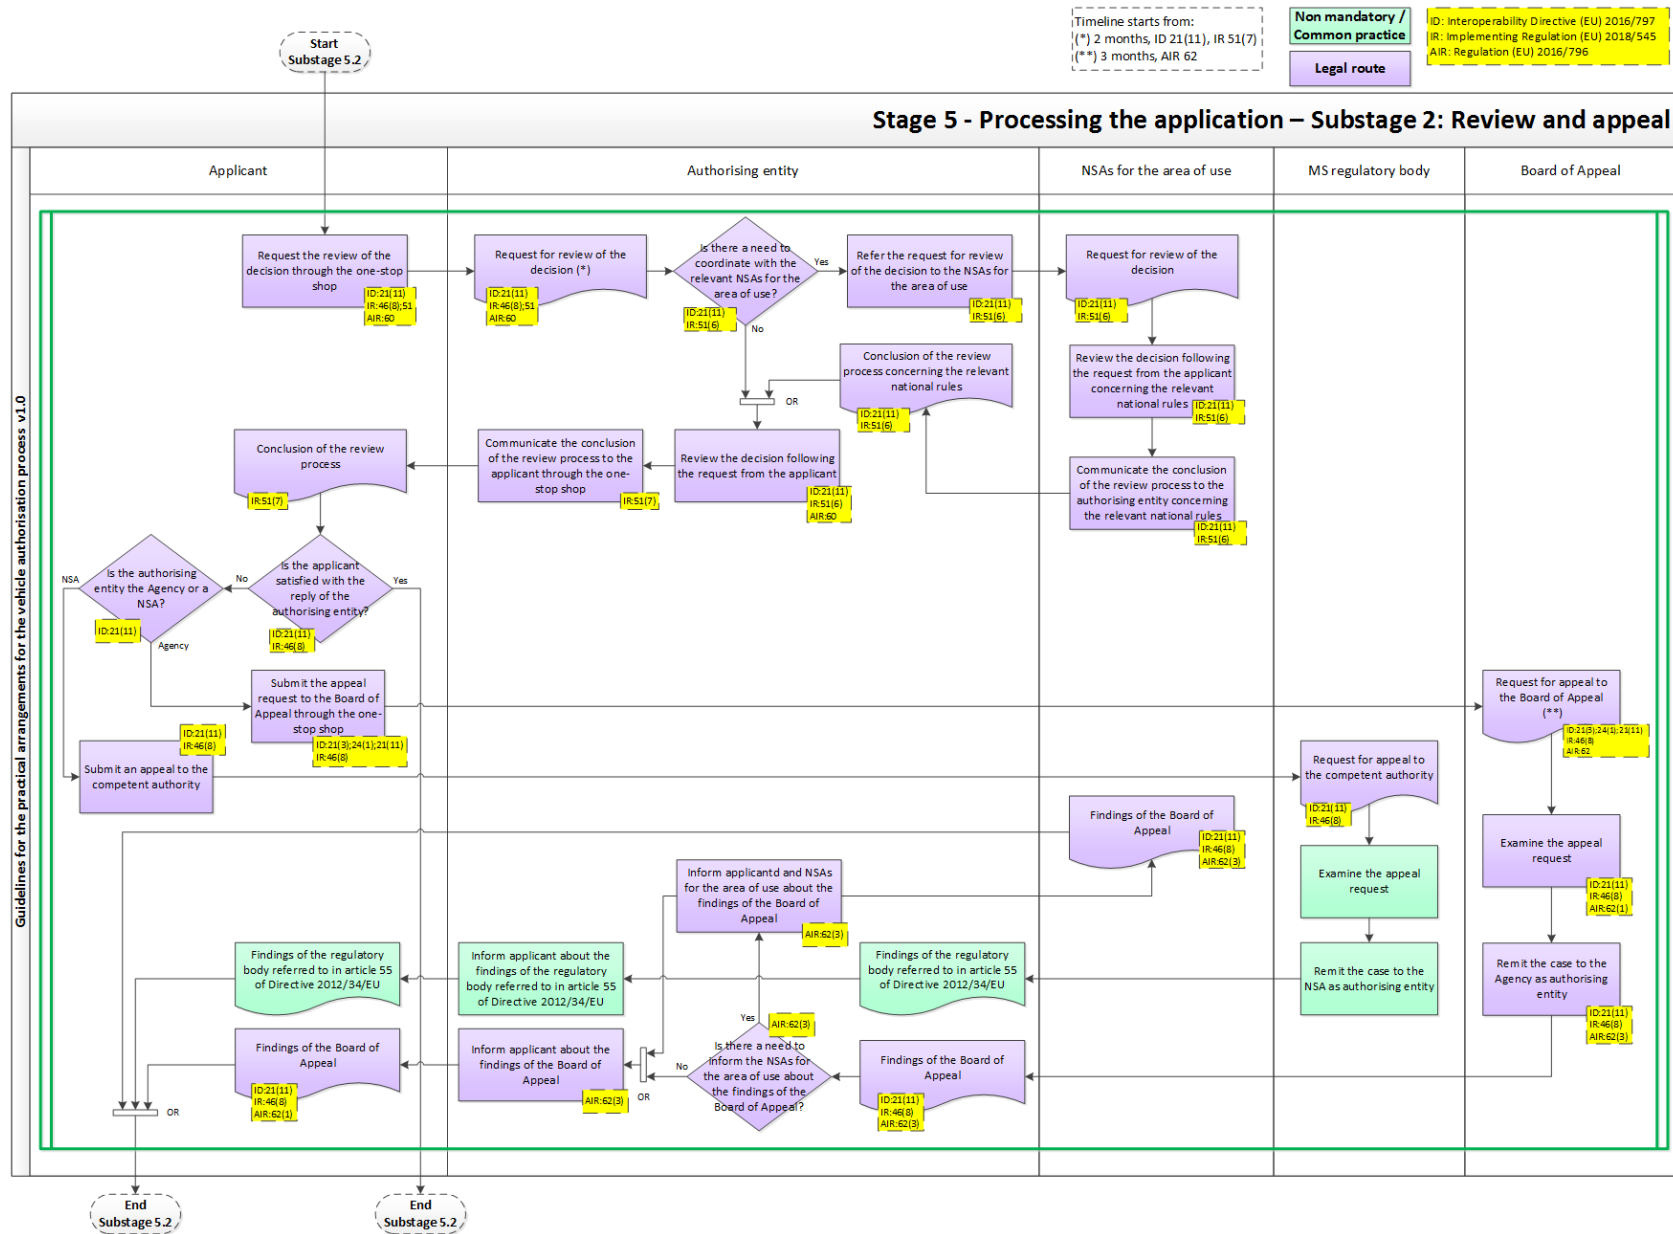 Timeline starts from:
(*) 2 months, ID 21(11), IR 51(7)
(**) 3 months, AIR 62
Non mandatory /
Common practice
Legal route
ID: Interoperability Directive (EU) 2016/797
IR: Implementing Regulation (EU) 2018/545
AIR: Regulation (EU) 2016/796
Start
Substage 5.2
Stage 5 - Processing the application – Substage 2: Review and appeal
Guidelines for the practical arrangements for the vehicle authorisation process v1.0
Applicant
Authorising entity
NSAs for the area of use
MS regulatory body
Board of Appeal
Request the review of the
decision through the one-stop
shop
ID:21(11)
IR:46(8);51
AIR:60
Request for review of the
decision (*)
ID:21(11)
IR:46(8);51
AIR:60
Is there a need to
coordinate with the
relevant NSAs for the
area of use?
ID:21(11)
IR:51(6)
Yes
No
Refer the request for review
of the decision to the NSAs for
the area of use
ID:21(11)
IR:51(6)
Request for review of the
decision
ID:21(11)
IR:51(6)
Conclusion of the review
process concerning the relevant
national rules
ID:21(11)
IR:51(6)
OR
Review the decision following
the request from the applicant
concerning the relevant
national rules
ID:21(11)
IR:51(6)
Conclusion of the review
process
IR:51(7)
Communicate the conclusion
of the review process to the
applicant through the one-
stop shop
IR:51(7)
Review the decision following
the request from the applicant
ID:21(11)
IR:51(6)
AIR:60
Communicate the conclusion
of the review process to the
authorising entity concerning
the relevant national rules
ID:21(11)
IR:51(6)
NSA
Is the authorising
entity the Agency or a
NSA?
ID:21(11)
Agency
No
Is the applicant
satisfied with the
reply of the
authorising entity?
ID:21(11)
IR:46(8)
Yes
Submit the appeal
request to the Board of
Appeal through the one-
stop shop
ID:21(3);24(1);21(11)
IR:46(8)
Request for appeal to
the Board of Appeal
(**)
ID:21(3);24(1);21(11)
IR:46(8)
AIR:62
ID:21(11)
IR:46(8)
Submit an appeal to the
competent authority
Request for appeal to
the competent authority
ID:21(11)
IR:46(8)
Findings of the Board of
Appeal
ID:21(11)
IR:46(8)
AIR:62(3)
Examine the appeal
request
Examine the appeal
request
ID:21(11)
IR:46(8)
AIR:62(1)
Inform applicantd and NSAs
for the area of use about the
findings of the Board of
Appeal
AIR:62(3)
Findings of the regulatory
body referred to in article 55
of Directive 2012/34/EU
Inform applicant about the
findings of the regulatory
body referred to in article 55
of Directive 2012/34/EU
Findings of the regulatory
body referred to in article 55
of Directive 2012/34/EU
Remit the case to the
NSA as authorising entity
Remit the case to the
Agency as authorising
entity
ID:21(11)
IR:46(8)
AIR:62(3)
Yes
AIR:62(3)
Findings of the Board of
Appeal
ID:21(11)
IR:46(8)
AIR:62(1)
Inform applicant about the
findings of the Board of
Appeal
AIR:62(3)
OR
No
Is there a need to
inform the NSAs for
the area of use about
the findings of the
Board of Appeal?
Findings of the Board of
Appeal
ID:21(11)
IR:46(8)
AIR:62(3)
OR
End
Substage 5.2
End
Substage 5.2